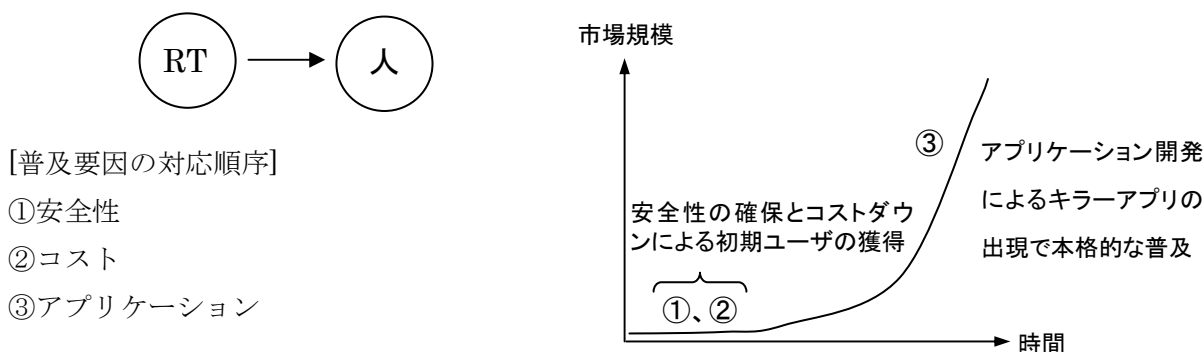 RT
人
[普及要因の対応順序]
①安全性
②コスト
③アプリケーション
市場規模
安全性の確保とコストダウ
ンによる初期ユーザの獲得
①、②
③
アプリケーション開発
によるキラーアプリの
出現で本格的な普及
時間